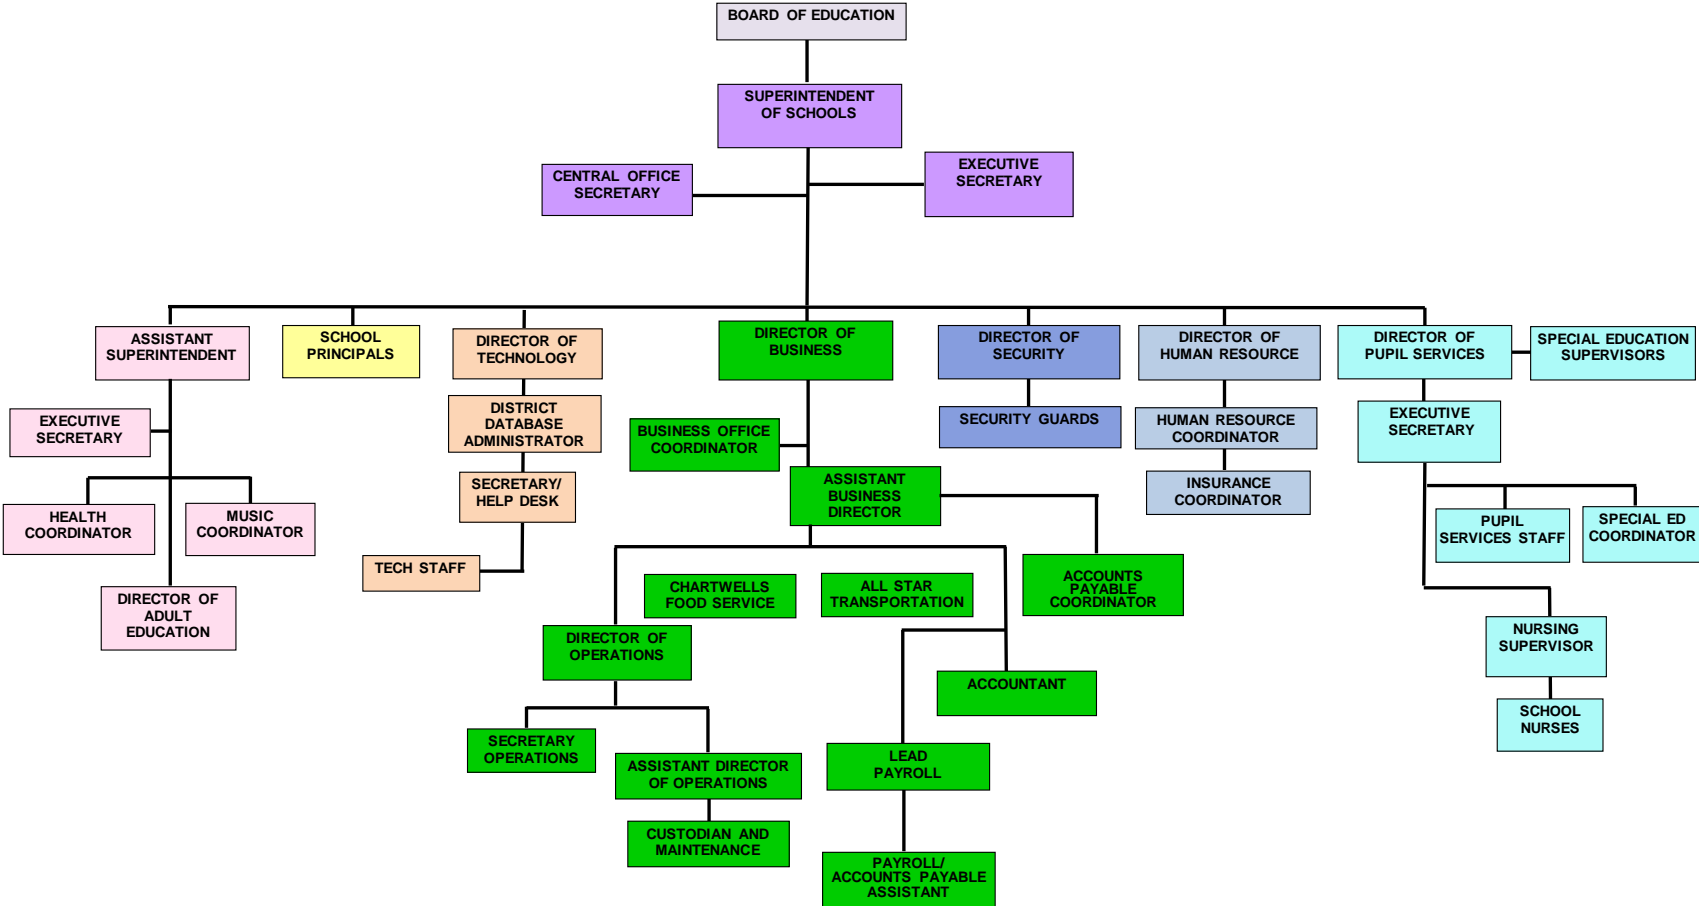 BOARD OF EDUCATION
SUPERINTENDENT
OF SCHOOLS
CENTRAL OFFICE
SECRETARY
EXECUTIVE
SECRETARY
ASSISTANT
SUPERINTENDENT
SCHOOL
PRINCIPALS
DIRECTOR OF
TECHNOLOGY
DIRECTOR OF
BUSINESS
DIRECTOR OF
SECURITY
DIRECTOR OF
HUMAN RESOURCE
DIRECTOR OF
PUPIL SERVICES
SPECIAL EDUCATION
SUPERVISORS
EXECUTIVE
SECRETARY
DISTRICT
DATABASE
ADMINISTRATOR
BUSINESS OFFICE
COORDINATOR
SECURITY GUARDS
HUMAN RESOURCE
COORDINATOR
EXECUTIVE
SECRETARY
SECRETARY/
HELP DESK
ASSISTANT
BUSINESS
DIRECTOR
INSURANCE
COORDINATOR
HEALTH
COORDINATOR
MUSIC
COORDINATOR
PUPIL
SERVICES STAFF
SPECIAL ED
COORDINATOR
TECH STAFF
CHARTWELLS
FOOD SERVICE
ALL STAR
TRANSPORTATION
ACCOUNTS
PAYABLE
COORDINATOR
DIRECTOR OF
ADULT
EDUCATION
DIRECTOR OF
OPERATIONS
NURSING
SUPERVISOR
ACCOUNTANT
SCHOOL
NURSES
SECRETARY
OPERATIONS
ASSISTANT DIRECTOR
OF OPERATIONS
LEAD
PAYROLL
CUSTODIAN AND
MAINTENANCE
PAYROLL/
ACCOUNTS PAYABLE
ASSISTANT